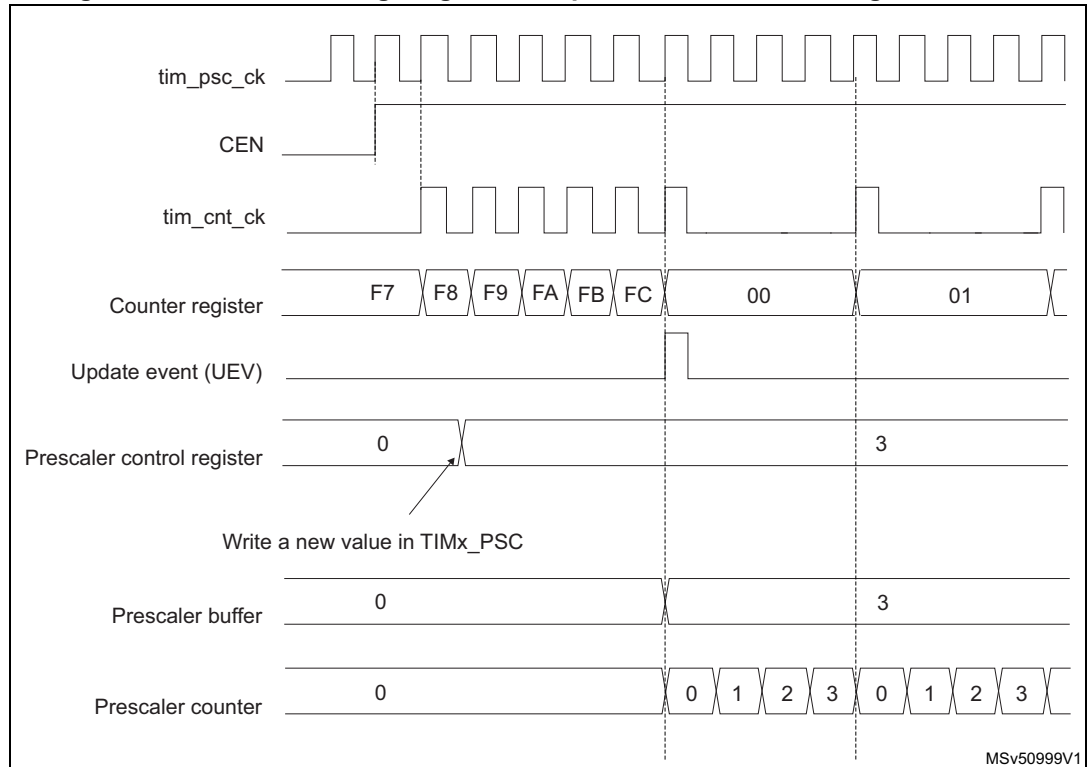 tim_psc_ck
CEN
tim_cnt_ck
Counter register F7 F8 F9 FA FB FC 00 01
Update event (UEV)
Prescaler control register 0 3
Write a new value in TIMx_PSC
Prescaler buffer 0 3
Prescaler counter 0 0 1 2 3 0 1 2 3
MSv50999V1